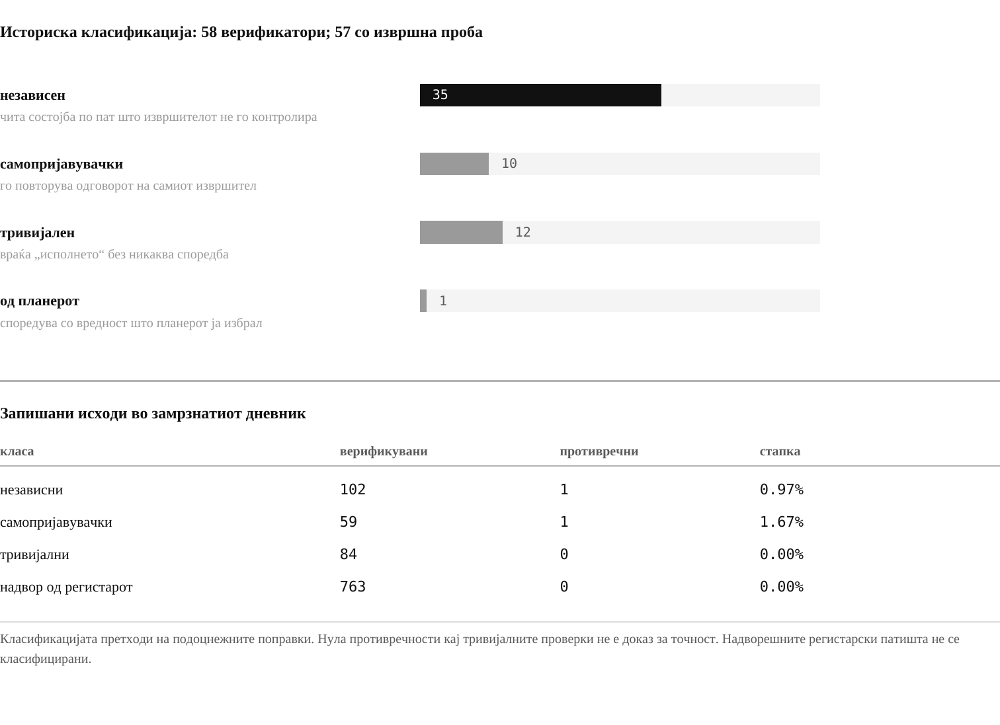 Историска класификација: 58 верификатори; 57 со извршна проба
независен
35
чита состојба по пат што извршителот не го контролира
самопријавувачки
10
го повторува одговорот на самиот извршител
тривијален
12
враќа „исполнето“ без никаква споредба
од планерот
1
споредува со вредност што планерот ја избрал
Запишани исходи во замрзнатиот дневник
класа верификувани противречни стапка
независни 102 1 0.97%
самопријавувачки 59 1 1.67%
тривијални 84 0 0.00%
надвор од регистарот 763 0 0.00%
Класификацијата претходи на подоцнежните поправки. Нула противречности кај тривијалните проверки не е доказ за точност. Надворешните регистарски патишта не се
класифицирани.